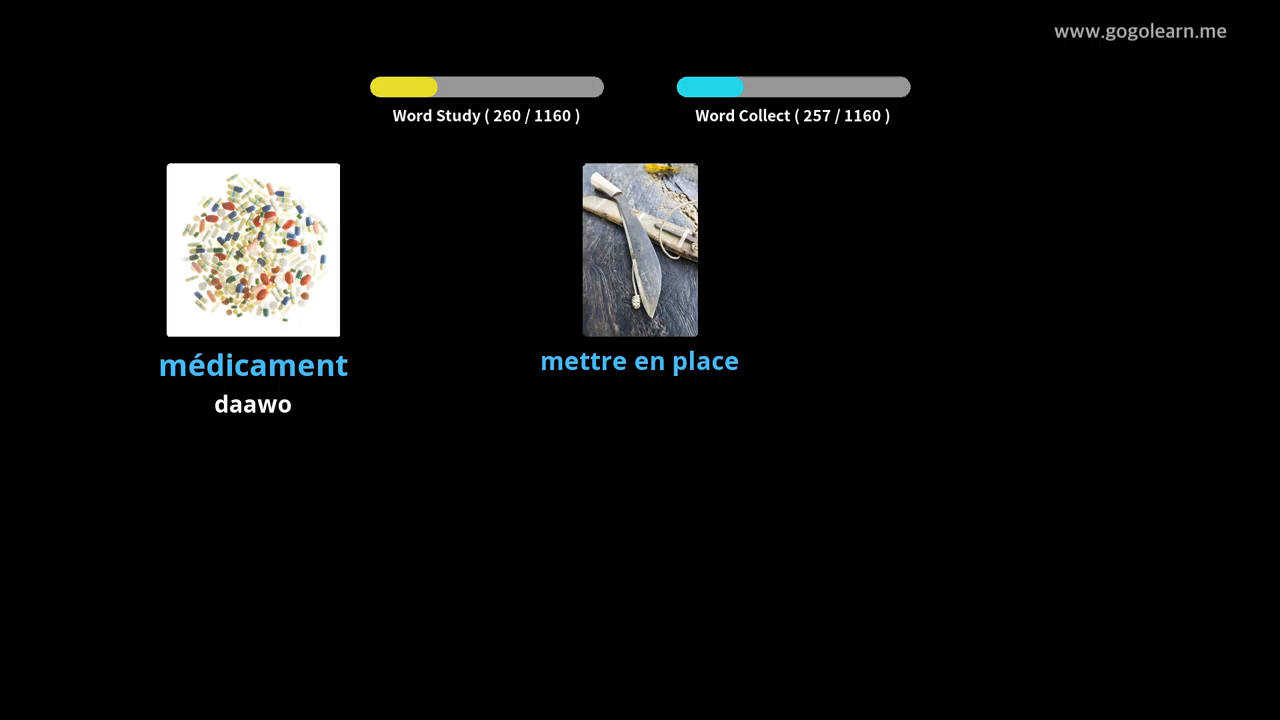 www.gogolearn.me
Word Study ( 260 / 1160 )
Word Collect ( 257 / 1160 )
médicament
daawo
mettre en place